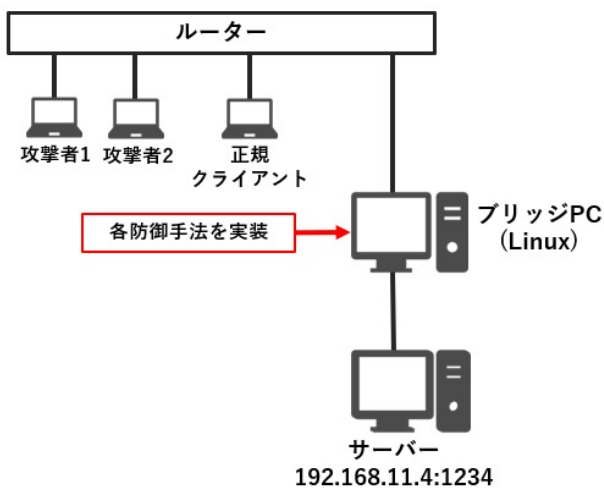 ルーター
攻撃者1
攻撃者2
正規
クライアント
各防御手法を実装
ブリッジPC
(Linux)
サーバー
192.168.11.4:1234